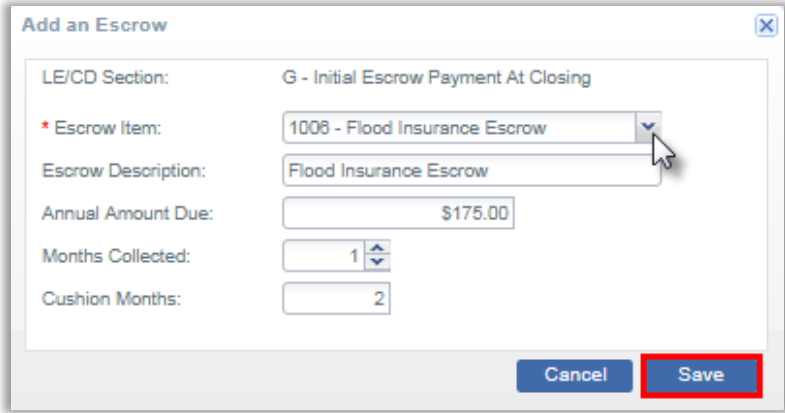 Add an Escrow
LE/CD Section: G - Initial Escrow Payment At Closing
* Escrow Item: 1006 - Flood Insurance Escrow
Escrow Description: Flood Insurance Escrow
Annual Amount Due: $175.00
Months Collected: 1
Cushion Months: 2
Cancel Save